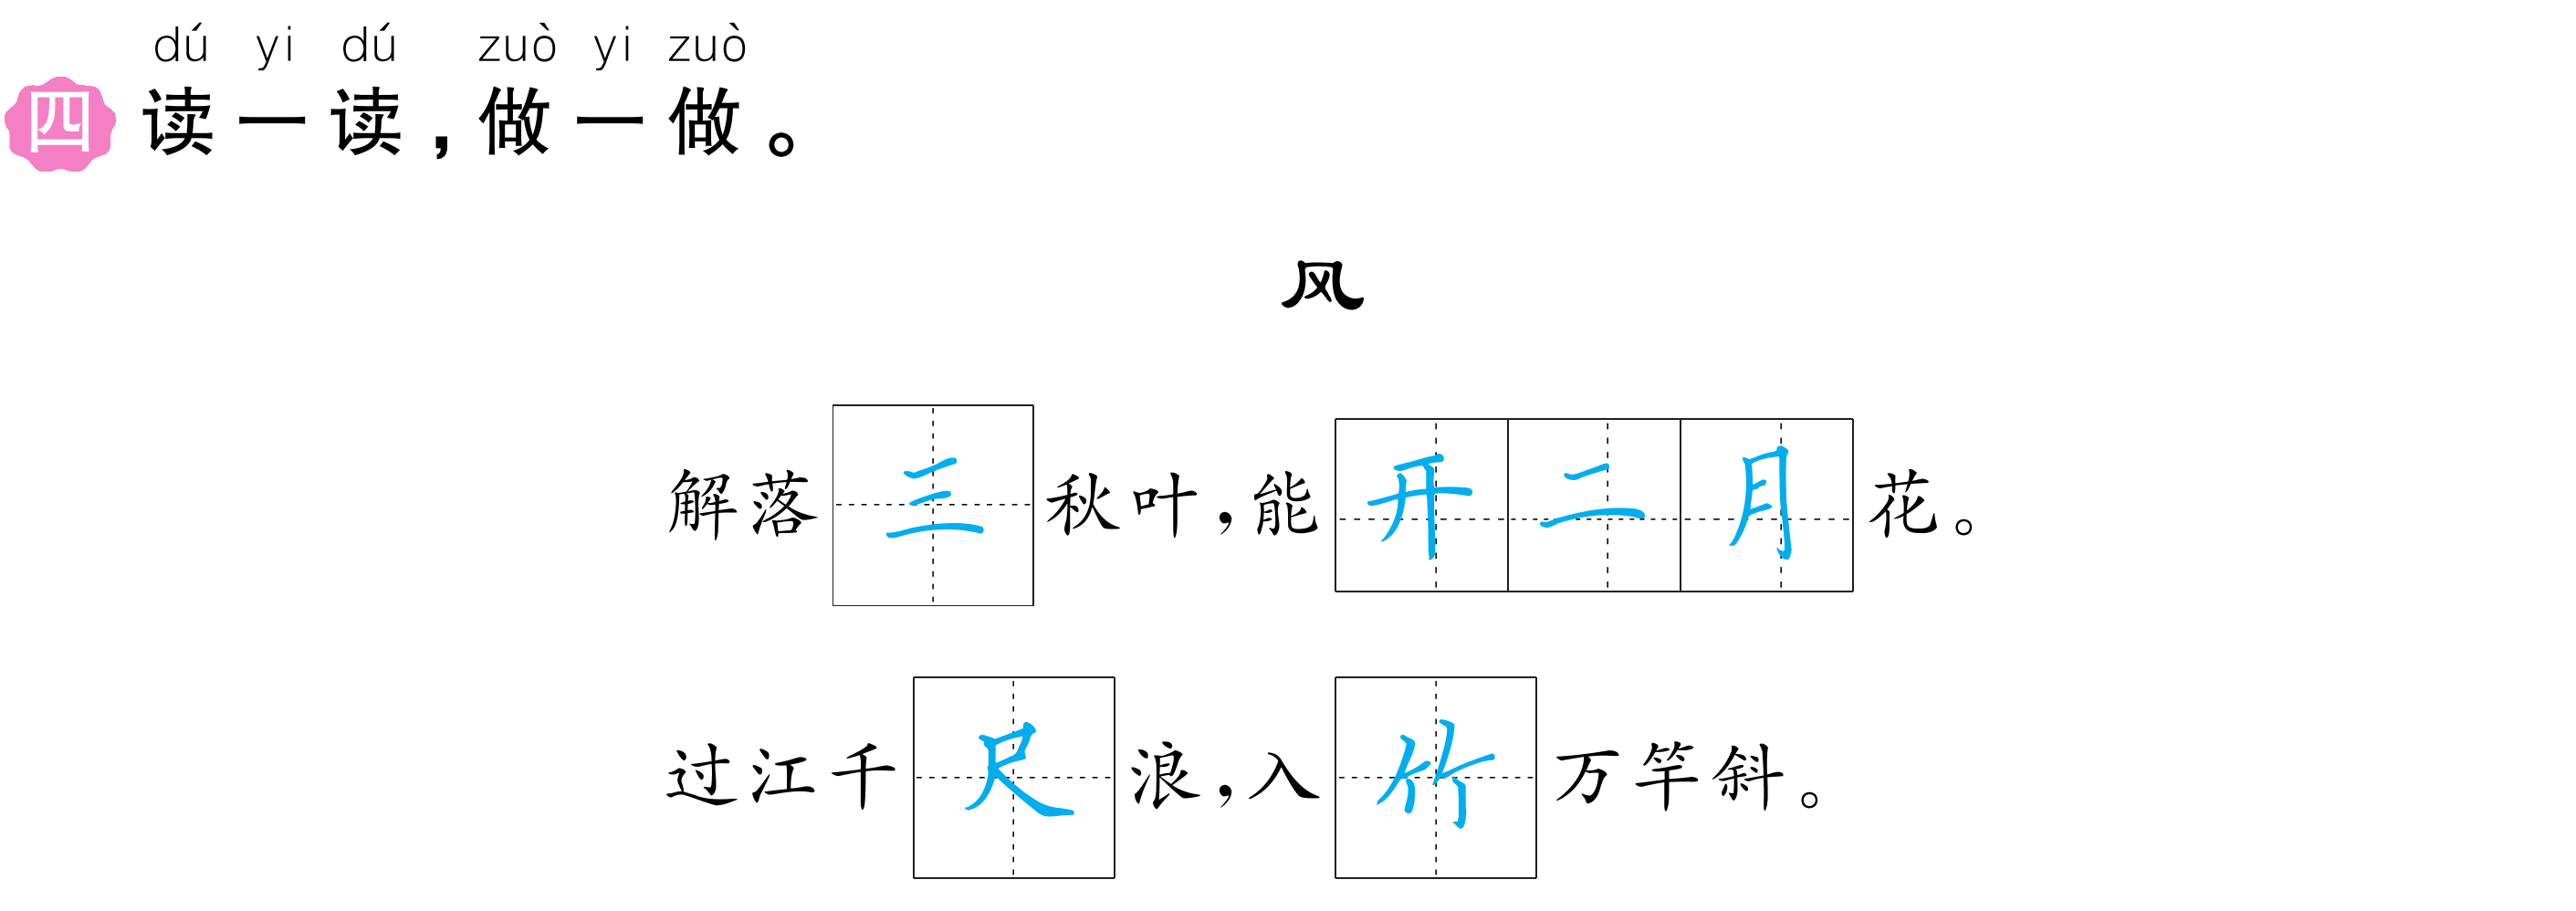 dú yi dú zuò yi zuò
四 读一读，做一做。
风
解落三秋叶，能开二月花。
过江千尺浪，入竹万竿斜。